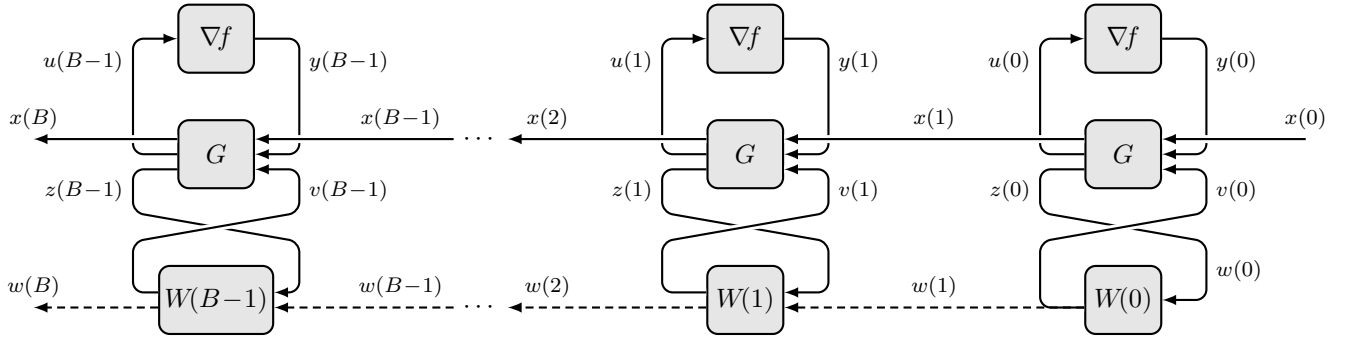 ∇f ∇f ∇f
u(B−1) y(B−1) u(1) y(1) u(0) y(0)
x(B) x(B−1) x(2) x(1) x(0)
G ··· G G
z(B−1) v(B−1) z(1) v(1) z(0) v(0)
w(0)
w(B) w(B−1) w(2) w(1)
W(B−1) ··· W(1) W(0)